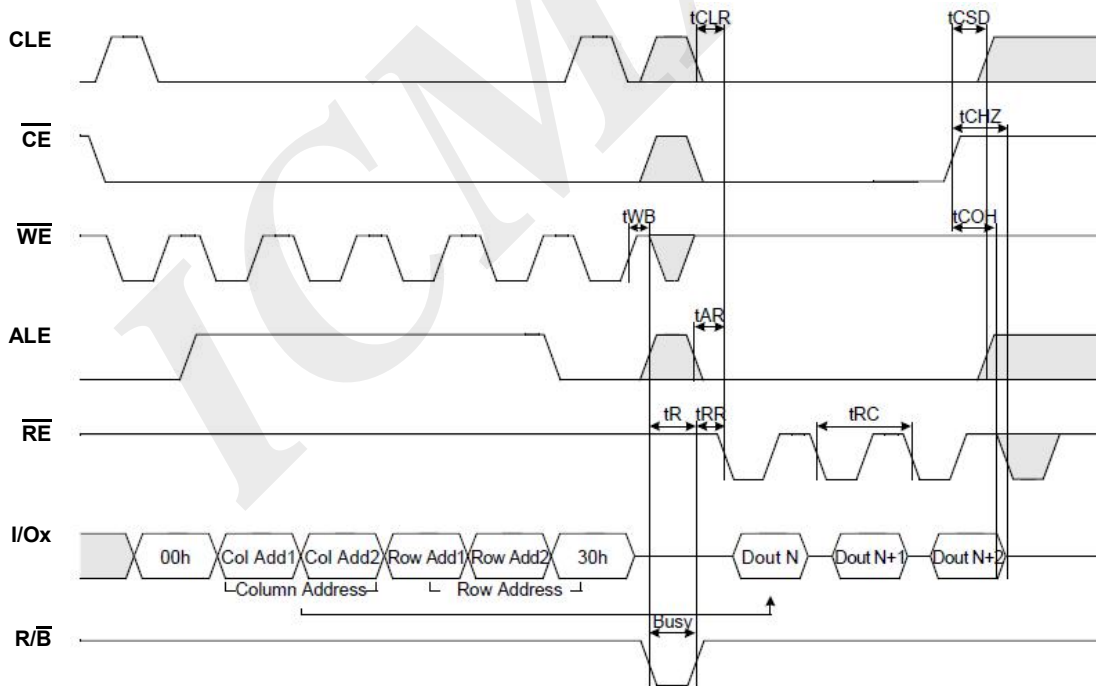 tCLR
tCSD
CLE
tCHZ
CE
tWB
tCOH
WE
tAR
ALE
tR
tRR
tRC
RE
I/Ox
00h
Col Add1
Col Add2
Row Add1
Row Add2
30h
Dout N
Dout N+1
Dout N+2
Column Address
Row Address
Busy
R/B